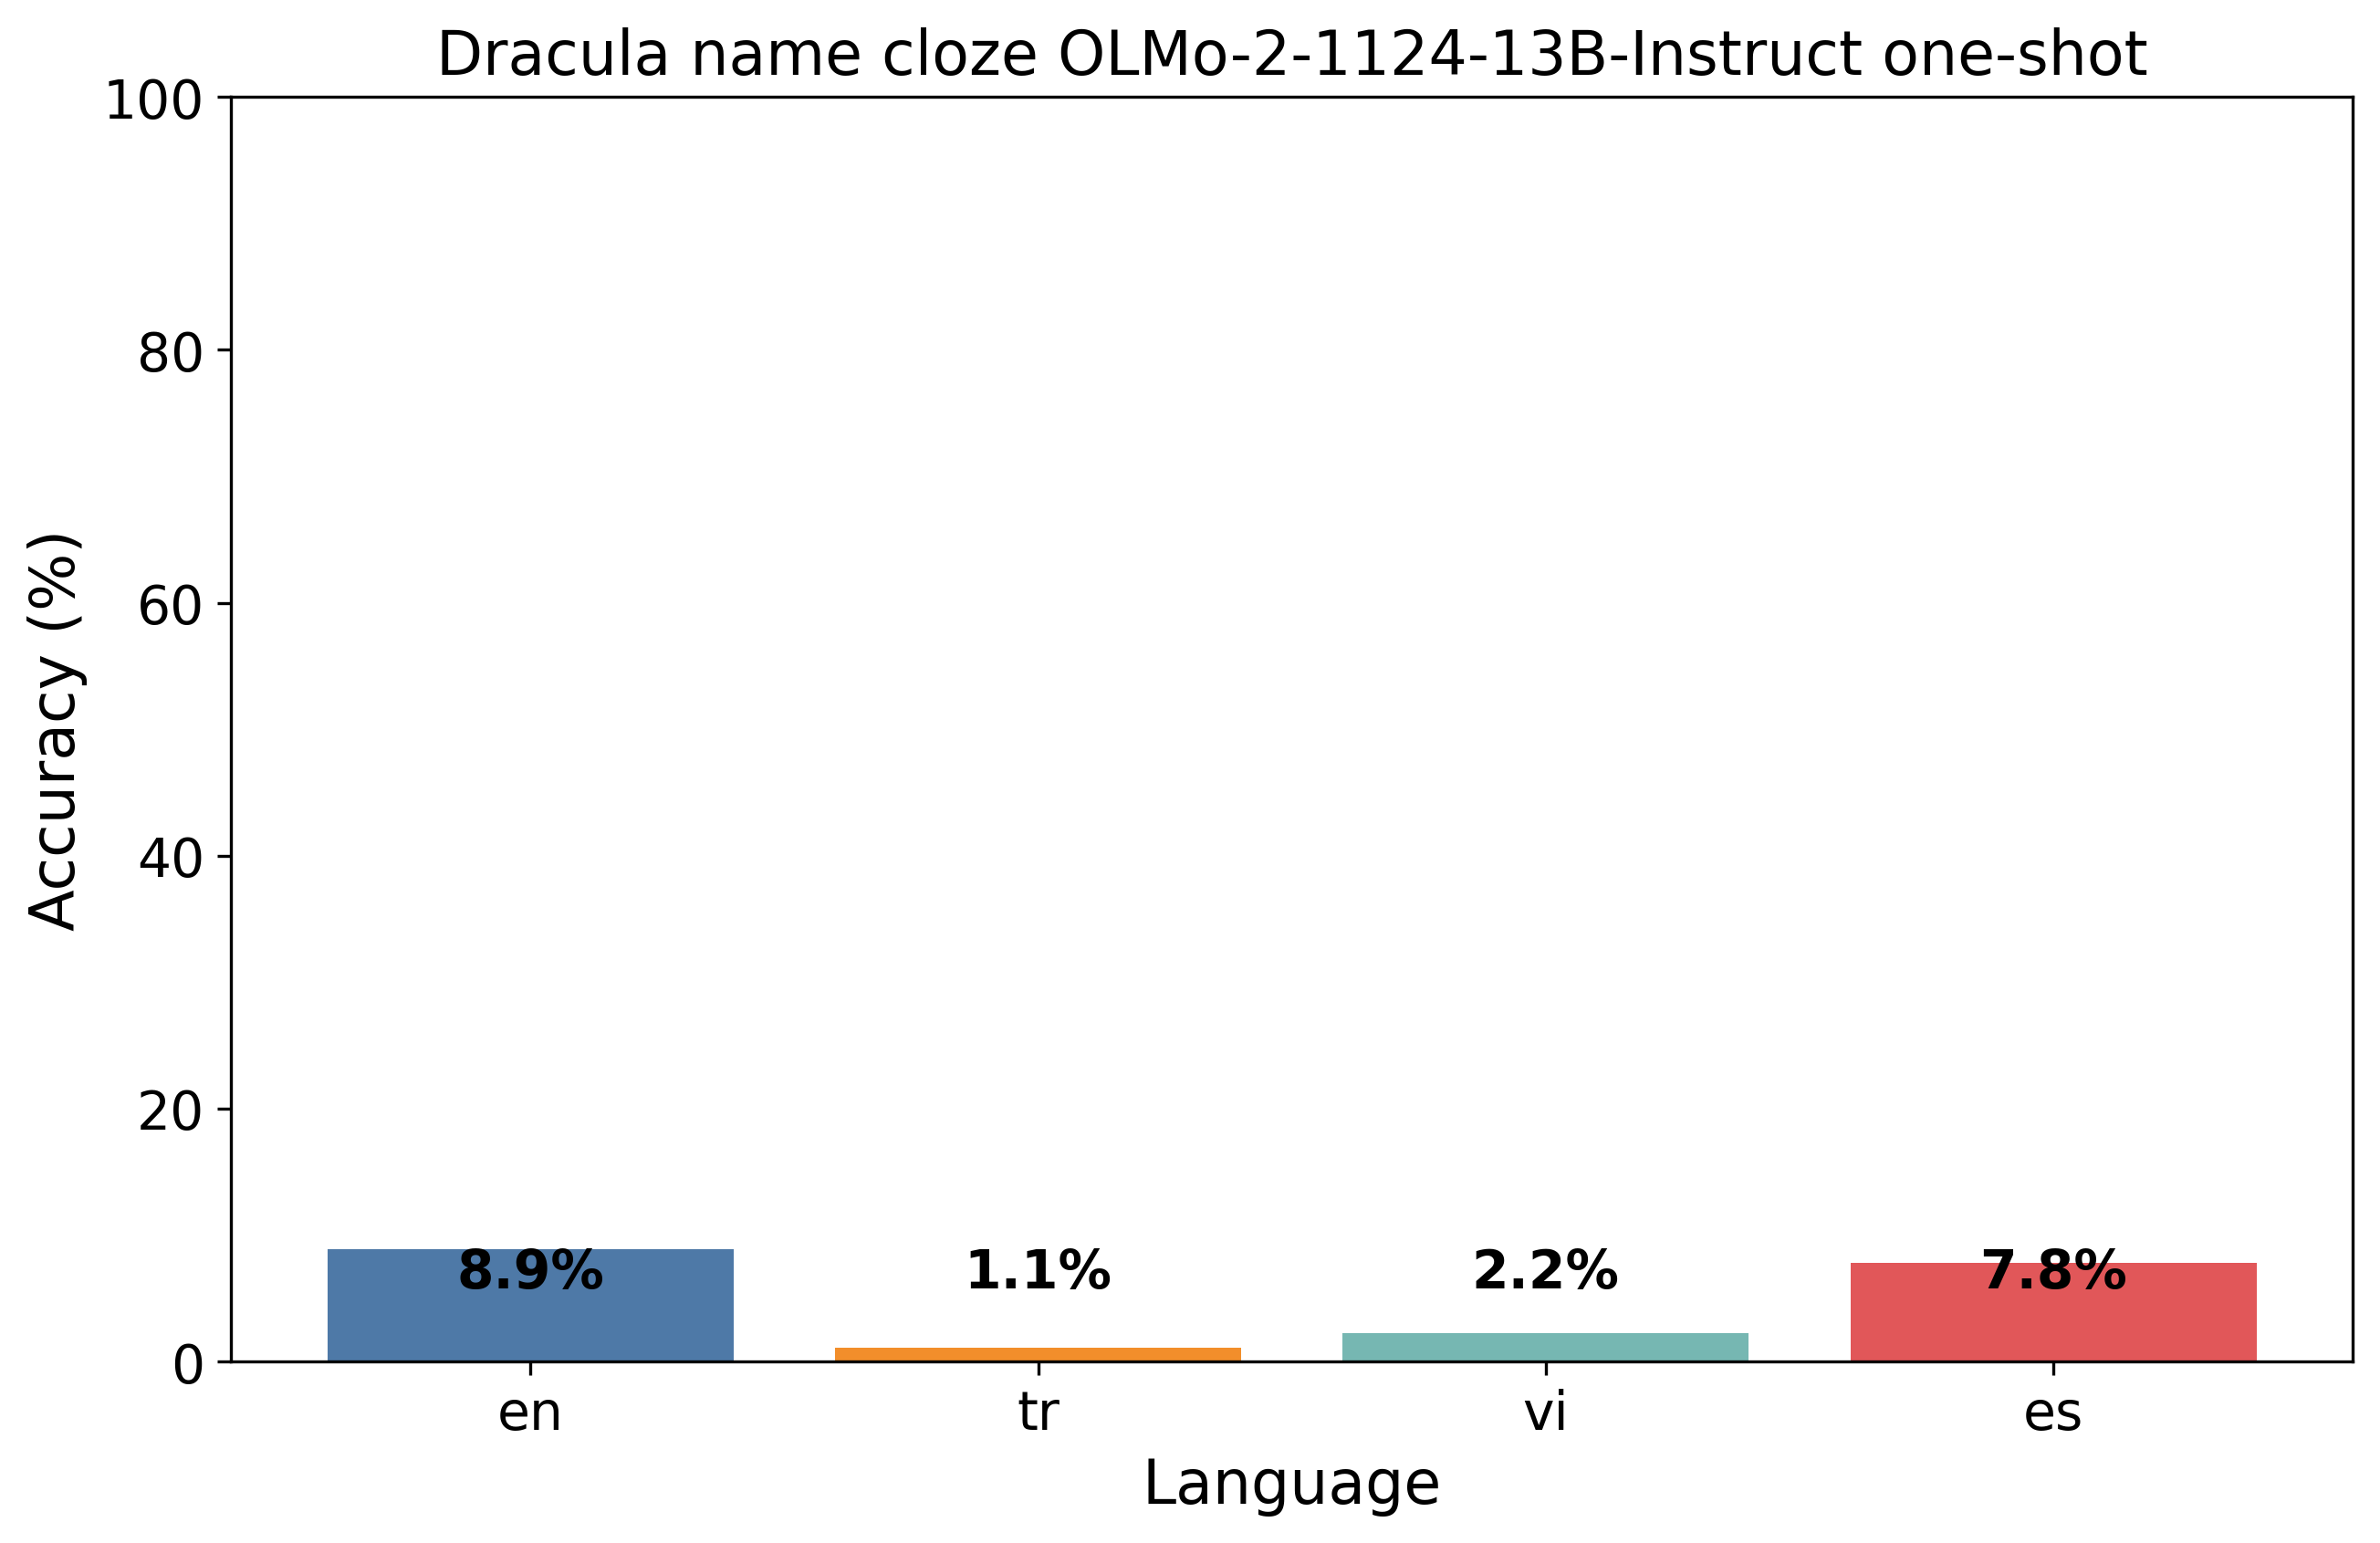 Dracula name cloze OLMo-2-1124-13B-Instruct one-shot
100
80
60
40
20
0
Accuracy (%)
8.9%
1.1%
2.2%
7.8%
en
tr
vi
es
Language